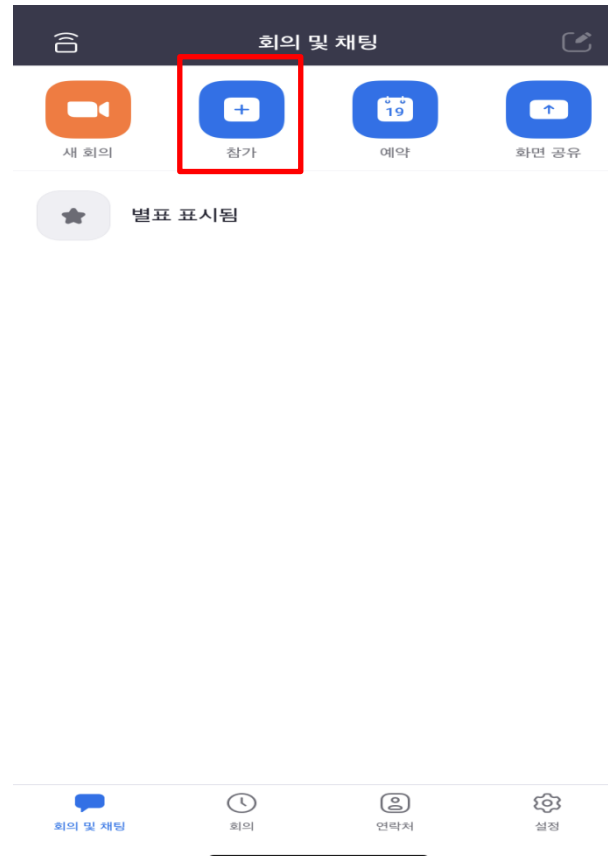 회의 및 채팅
19
새 회의
참가
예약
화면 공유
별표 표시됨
회의 및 채팅
회의
연락처
설정